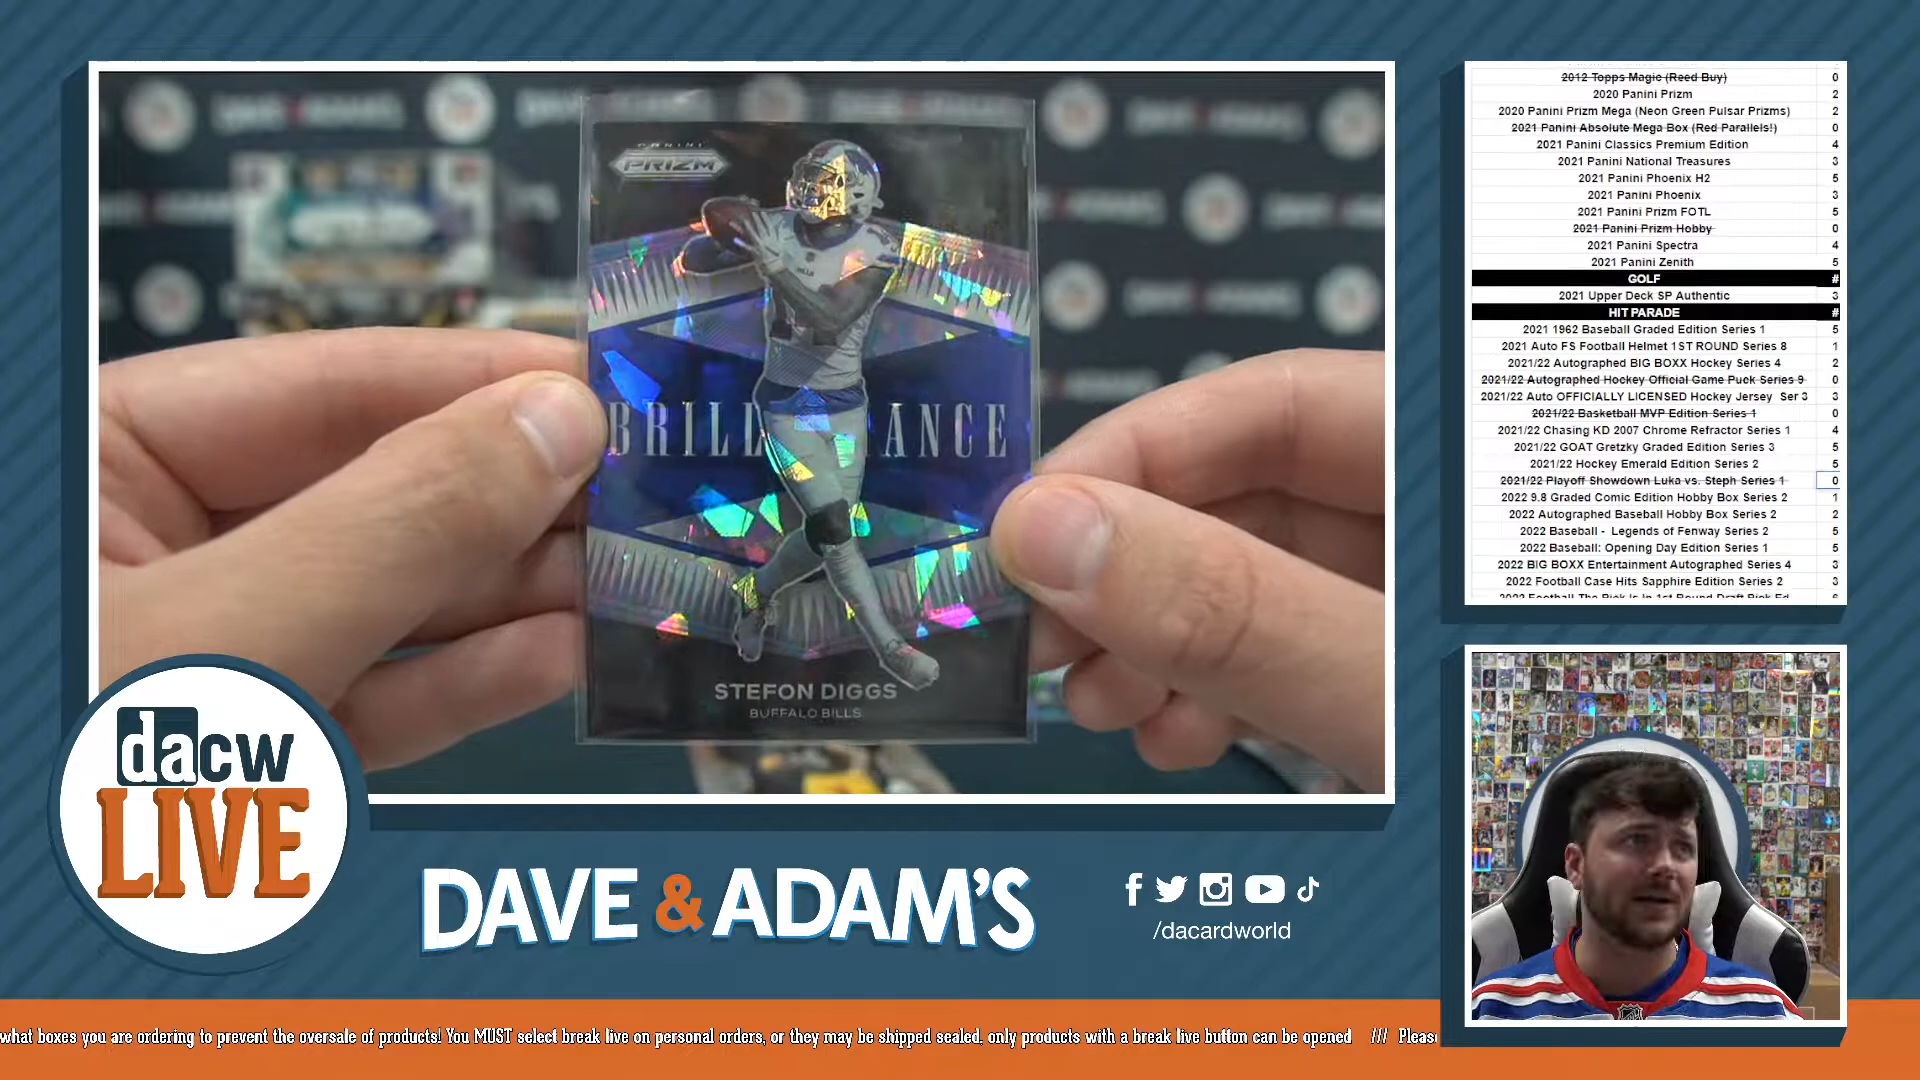 PANINI
PRIZM
BRILLIANCE
STEFON DIGGS
BUFFALO BILLS
dacw
LIVE
DAVE & ADAM'S
/dacardworld
what boxes you are ordering to prevent the oversale of products! You MUST select break live on personal orders, or they may be shipped sealed, only products with a break live button can be opened /// Please
2012 Topps Magic (Reed Buy) 0
2020 Panini Prizm 2
2020 Panini Prizm Mega (Neon Green Pulsar Prizms) 2
2021 Panini Absolute Mega Box (Red Parallels!) 0
2021 Panini Classics Premium Edition 4
2021 Panini National Treasures 3
2021 Panini Phoenix H2 5
2021 Panini Phoenix 3
2021 Panini Prizm FOTL 5
2021 Panini Prizm Hobby 0
2021 Panini Spectra 4
2021 Panini Zenith 5
GOLF #
2021 Upper Deck SP Authentic 3
HIT PARADE #
2021 1962 Baseball Graded Edition Series 1 5
2021 Auto FS Football Helmet 1ST ROUND Series 8 1
2021/22 Autographed BIG BOXX Hockey Series 4 2
2021/22 Autographed Hockey Official Game Puck Series 9 0
2021/22 Auto OFFICIALLY LICENSED Hockey Jersey Ser 3 3
2021/22 Basketball MVP Edition Series 1 0
2021/22 Chasing KD 2007 Chrome Refractor Series 1 4
2021/22 GOAT Gretzky Graded Edition Series 3 5
2021/22 Hockey Emerald Edition Series 2 5
2021/22 Playoff Showdown Luka vs. Steph Series 1 0
2022 9.8 Graded Comic Edition Hobby Box Series 2 1
2022 Autographed Baseball Hobby Box Series 2 2
2022 Baseball - Legends of Fenway Series 2 5
2022 Baseball: Opening Day Edition Series 1 5
2022 BIG BOXX Entertainment Autographed Series 4 3
2022 Football Case Hits Sapphire Edition Series 2 3